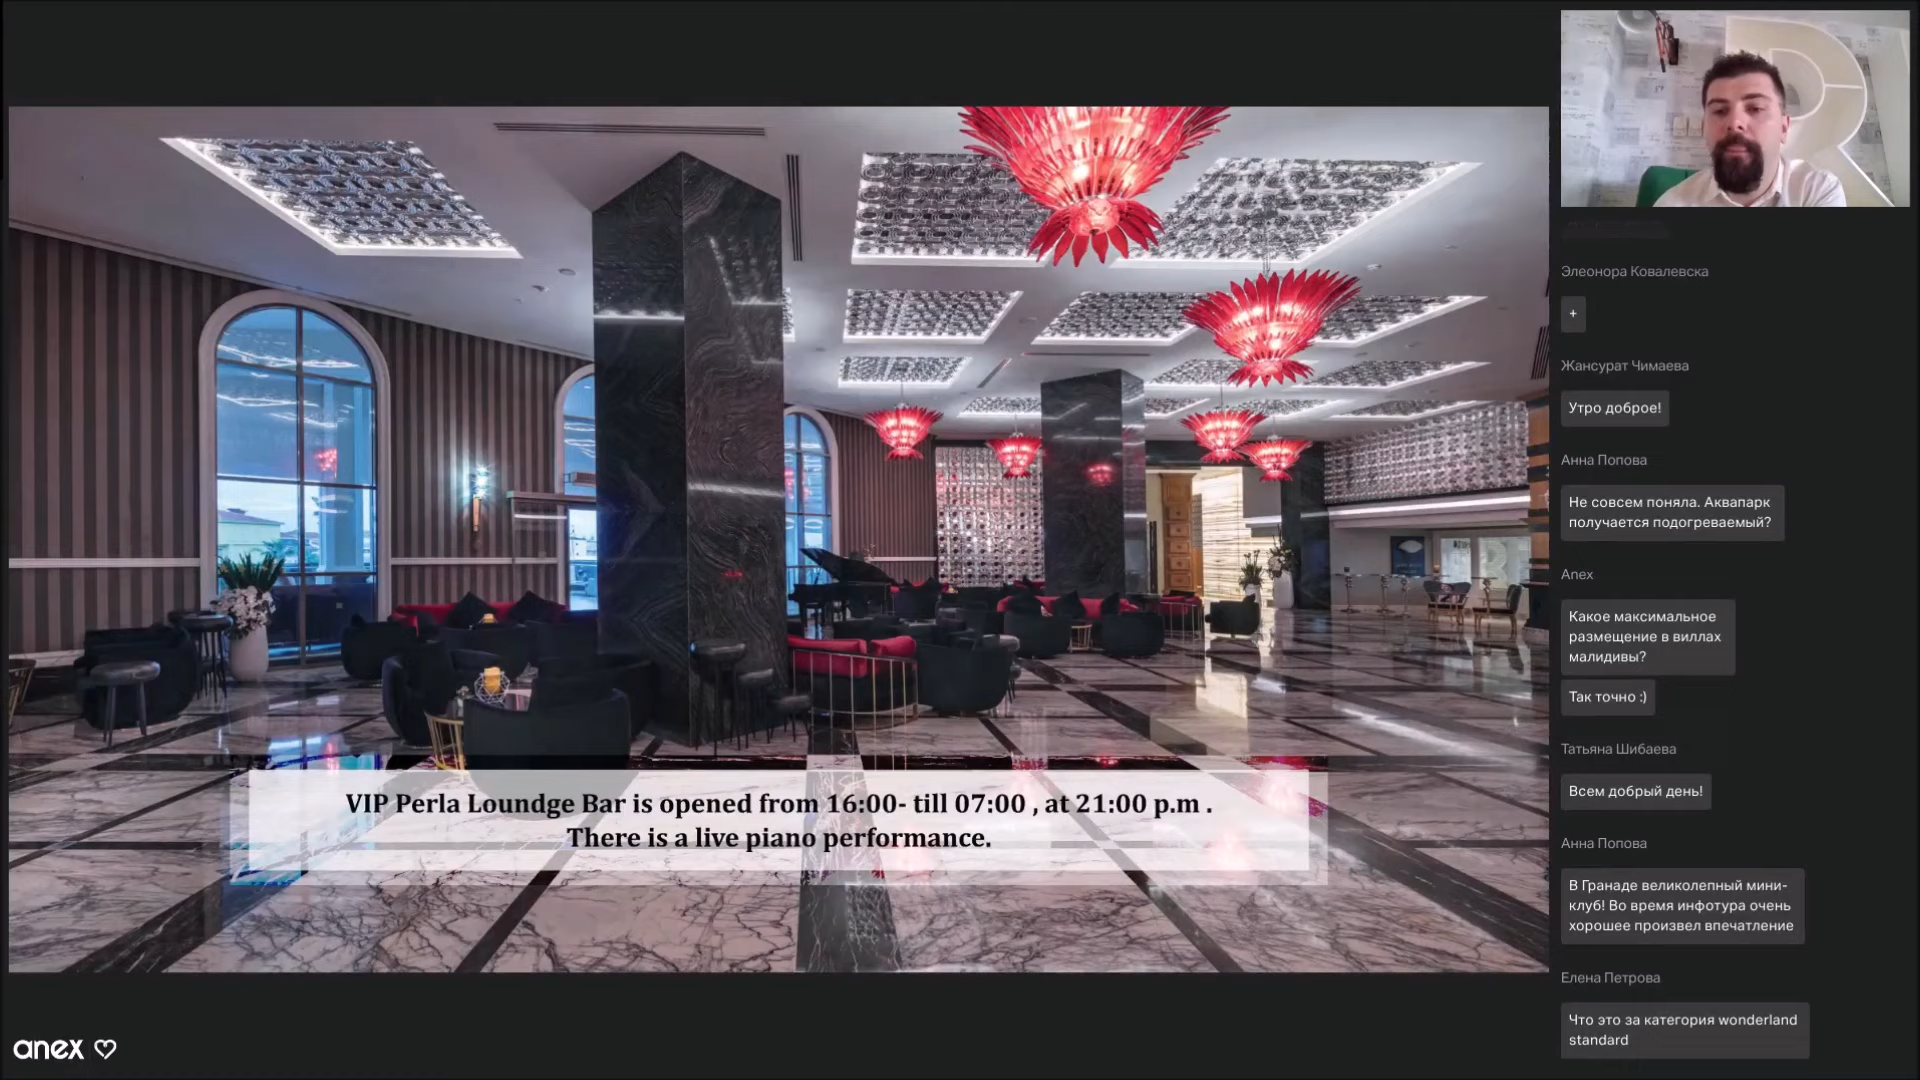 VIP Perla Loundge Bar is opened from 16:00- till 07:00 , at 21:00 p.m .
There is a live piano performance.
anex
Элеонора Ковалевска
+
Жансурат Чимаева
Утро доброе!
Анна Попова
Не совсем поняла. Аквапарк
получается подогреваемый?
Anex
Какое максимальное
размещение в виллах
малидивы?
Так точно :)
Татьяна Шибаева
Всем добрый день!
Анна Попова
В Гранаде великолепный мини-
клуб! Во время инфотура очень
хорошее произвел впечатление
Елена Петрова
Что это за категория wonderland
standard